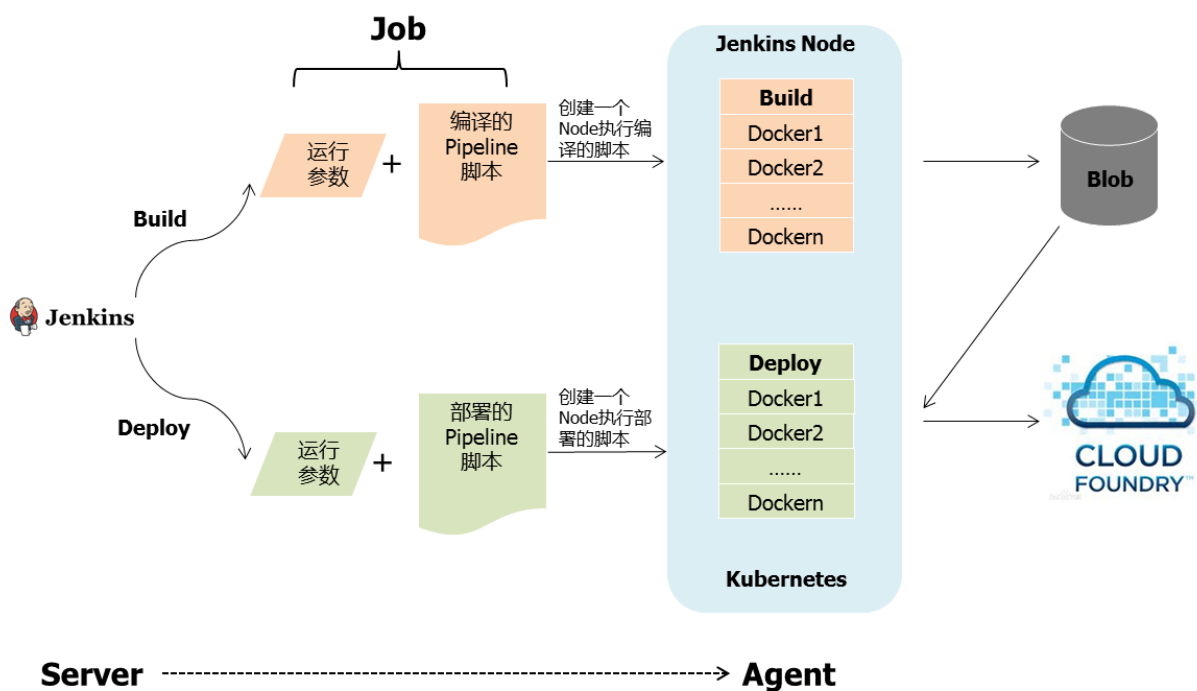 Job
Jenkins Node
创建一个
Node执行编
译的脚本
运行
参数
+
编译的
Pipeline
脚本
Build
Docker1
Docker2
......
Dockern
Blob
Build
Jenkins
Deploy
运行
参数
+
部署的
Pipeline
脚本
创建一个
Node执行部
署的脚本
Deploy
Docker1
Docker2
......
Dockern
Kubernetes
CLOUD
FOUNDRY™
Server
Agent